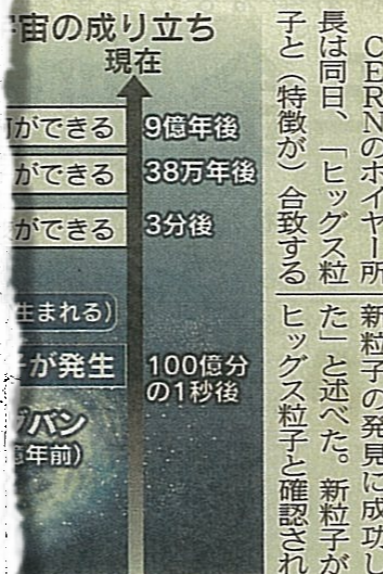 宙の成り立ち
現在
ができる
9億年後
ができる
38万年後
ができる
3分後
生まれる)
が発生
100億分
の1秒後
バン
年前)
CERNのホイヤー所
長は同日、「ヒッグス粒
子と(特徴が)合致する
新粒子の発見に成功し
た」と述べた。新粒子が
ヒッグス粒子と確認され